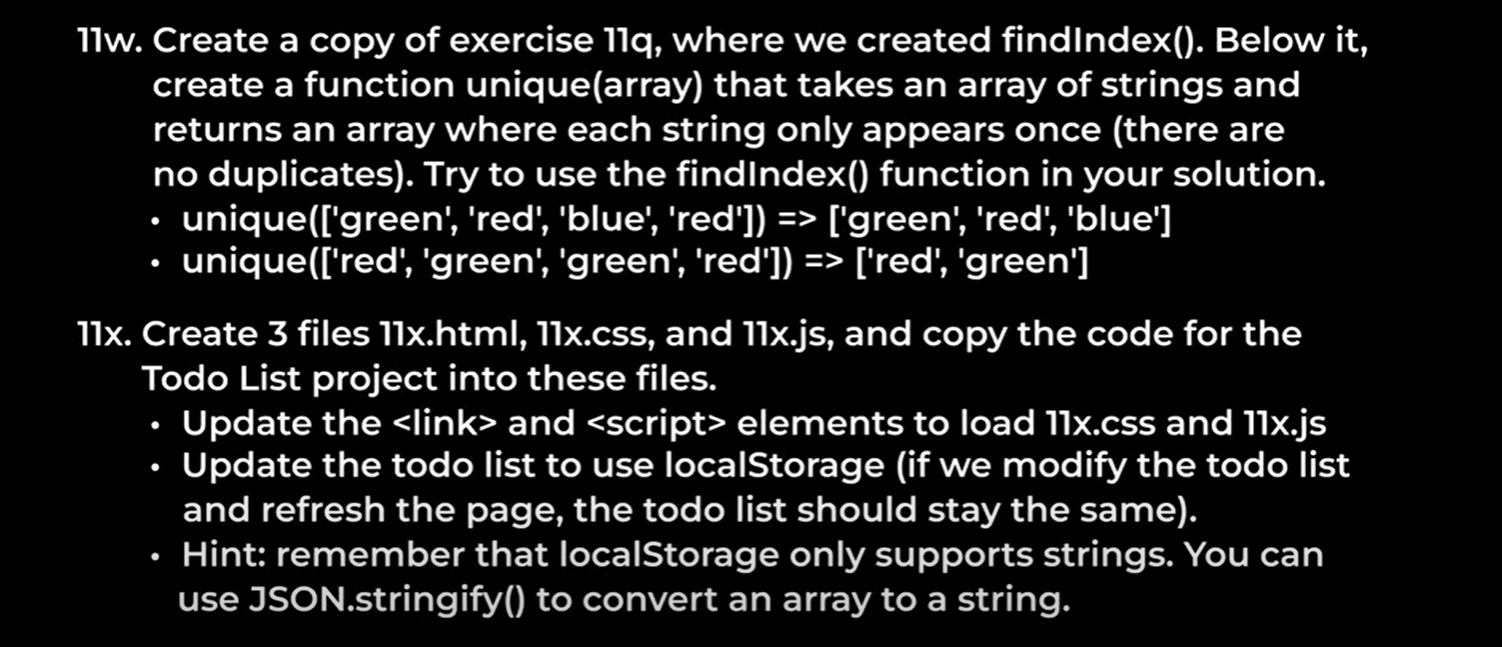 11w. Create a copy of exercise 11q, where we created findIndex(). Below it,
create a function unique(array) that takes an array of strings and
returns an array where each string only appears once (there are
no duplicates). Try to use the findIndex() function in your solution.
• unique(['green', 'red', 'blue', 'red']) => ['green', 'red', 'blue']
• unique(['red', 'green', 'green', 'red']) => ['red', 'green']
11x. Create 3 files 11x.html, 11x.css, and 11x.js, and copy the code for the
Todo List project into these files.
• Update the <link> and <script> elements to load 11x.css and 11x.js
• Update the todo list to use localStorage (if we modify the todo list
and refresh the page, the todo list should stay the same).
• Hint: remember that localStorage only supports strings. You can
use JSON.stringify() to convert an array to a string.